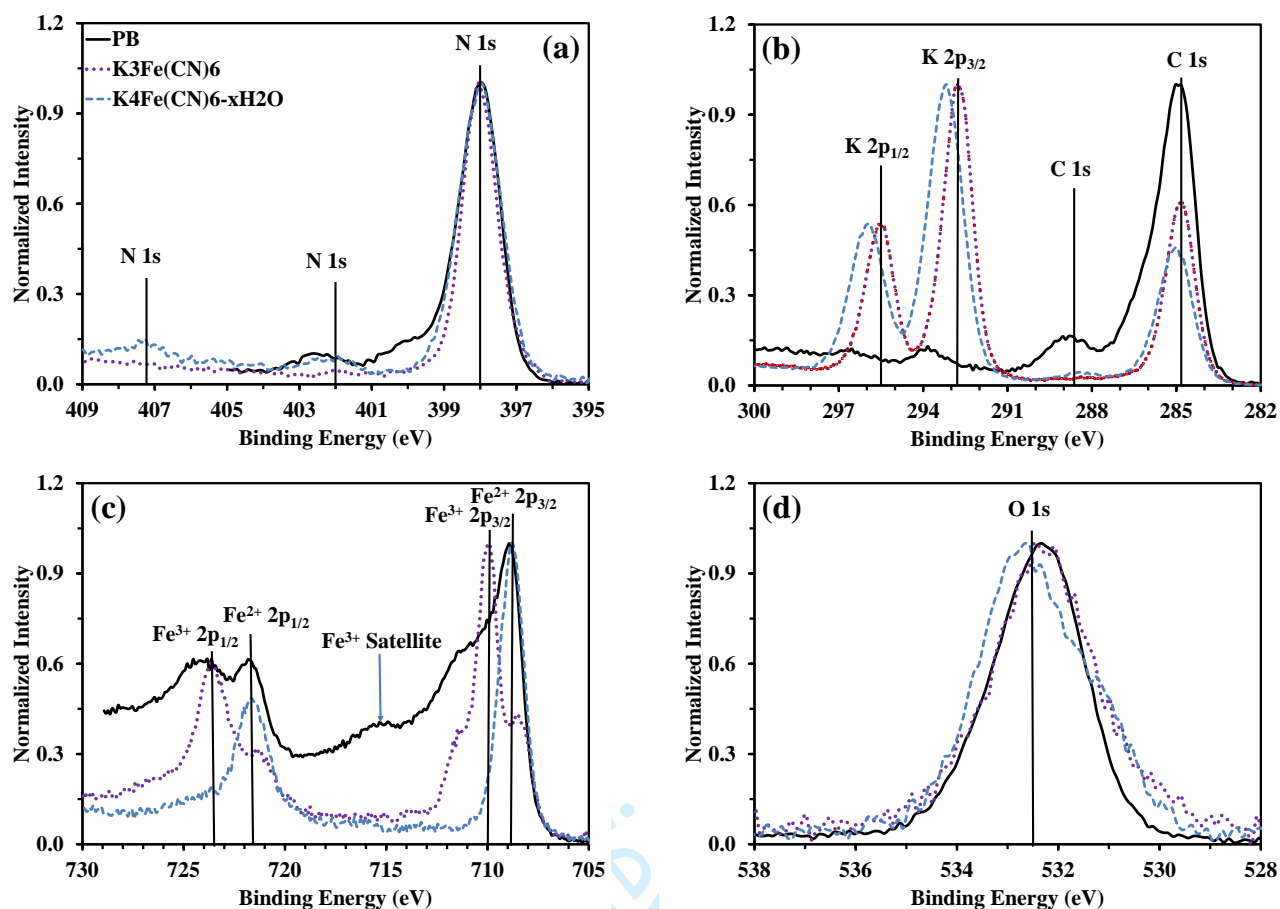 1.2
0.9
0.6
0.3
0.0
Normalized Intensity
PB
K3Fe(CN)6
K4Fe(CN)6-xH2O
N 1s
(a)
N 1s
N 1s
409 407 405 403 401 399 397 395
Binding Energy (eV)
1.2
0.9
0.6
0.3
0.0
Normalized Intensity
(b)
K 2p3/2
C 1s
K 2p1/2
C 1s
300 297 294 291 288 285 282
Binding Energy (eV)
1.2
0.9
0.6
0.3
0.0
Normalized Intensity
(c)
Fe2+ 2p3/2
Fe3+ 2p3/2
Fe2+ 2p1/2
Fe3+ 2p1/2
Fe3+ Satellite
730 725 720 715 710 705
Binding Energy (eV)
1.2
0.9
0.6
0.3
0.0
Normalized Intensity
O 1s
(d)
538 536 534 532 530 528
Binding Energy (eV)